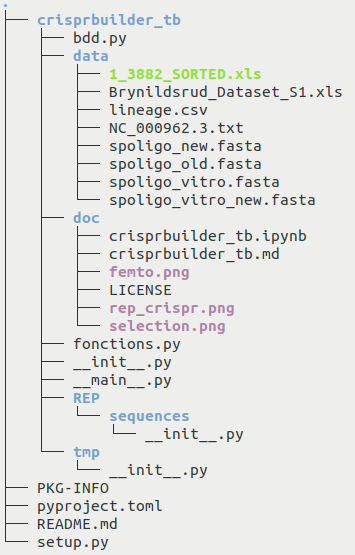 .
crisprbuilder_tb
bdd.py
data
1_3882_SORTED.xls
Brynildsrud_Dataset_S1.xls
lineage.csv
NC_000962.3.txt
spoligo_new.fasta
spoligo_old.fasta
spoligo_vitro.fasta
spoligo_vitro_new.fasta
doc
crisprbuilder_tb.ipynb
crisprbuilder_tb.md
femto.png
LICENSE
rep_crispr.png
selection.png
fonctions.py
__init__.py
__main__.py
REP
sequences
__init__.py
tmp
__init__.py
PKG-INFO
pyproject.toml
README.md
setup.py